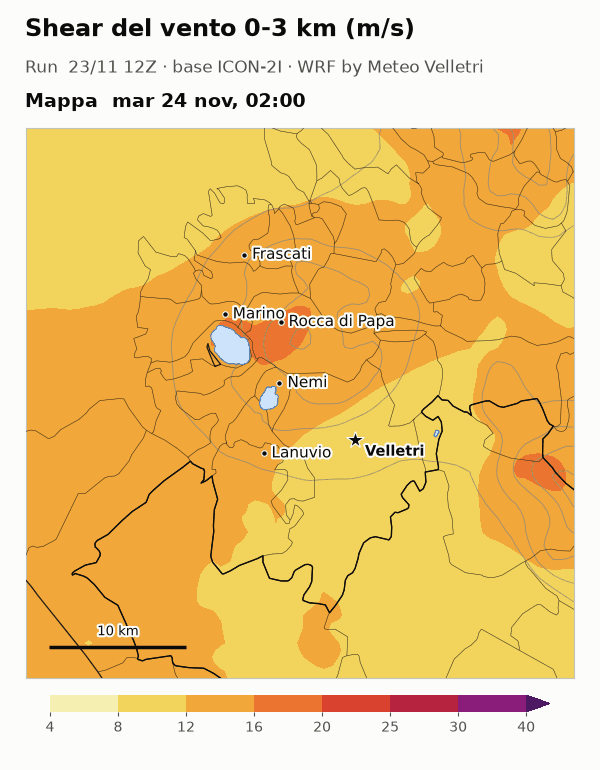 Shear del vento 0-3 km (m/s)
Run  23/11 12Z · base ICON-2I · WRF by Meteo Velletri
Mappa  mar 24 nov, 02:00
Frascati
Marino
Rocca di Papa
Nemi
Velletri
Lanuvio
10 km
4 8 12 16 20 25 30 40